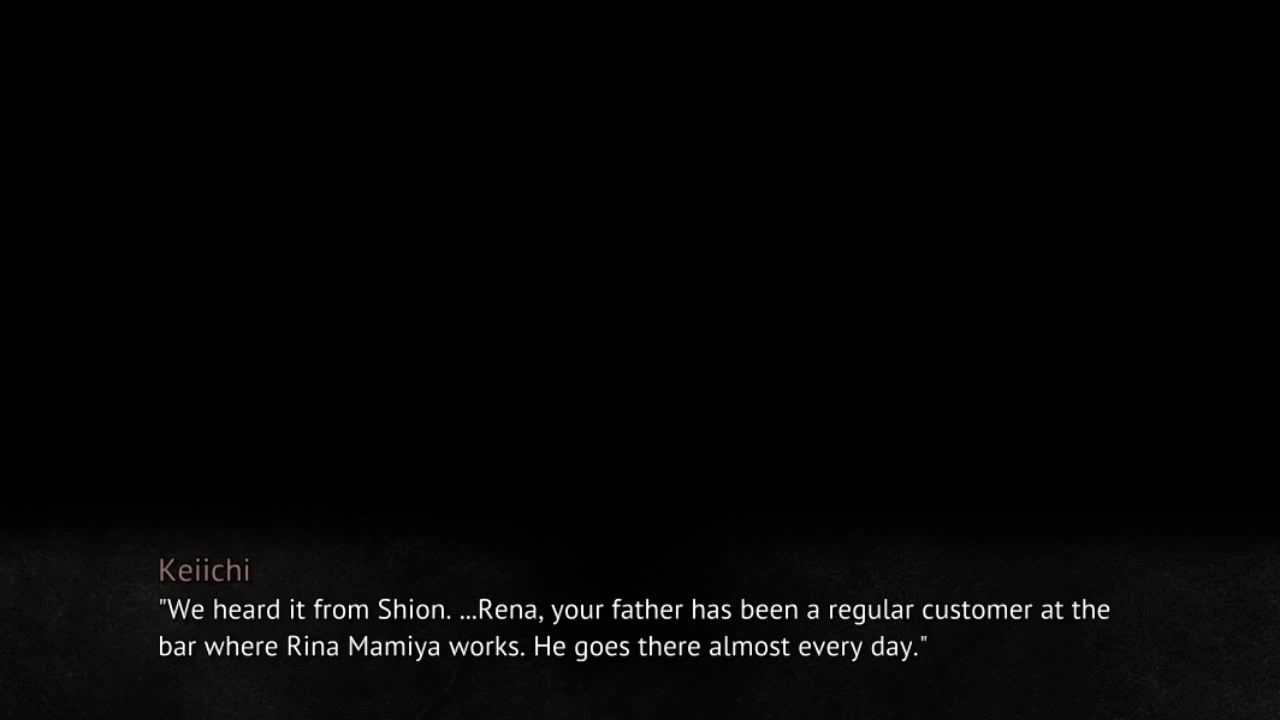 Keiichi
"We heard it from Shion. ...Rena, your father has been a regular customer at the
bar where Rina Mamiya works. He goes there almost every day."